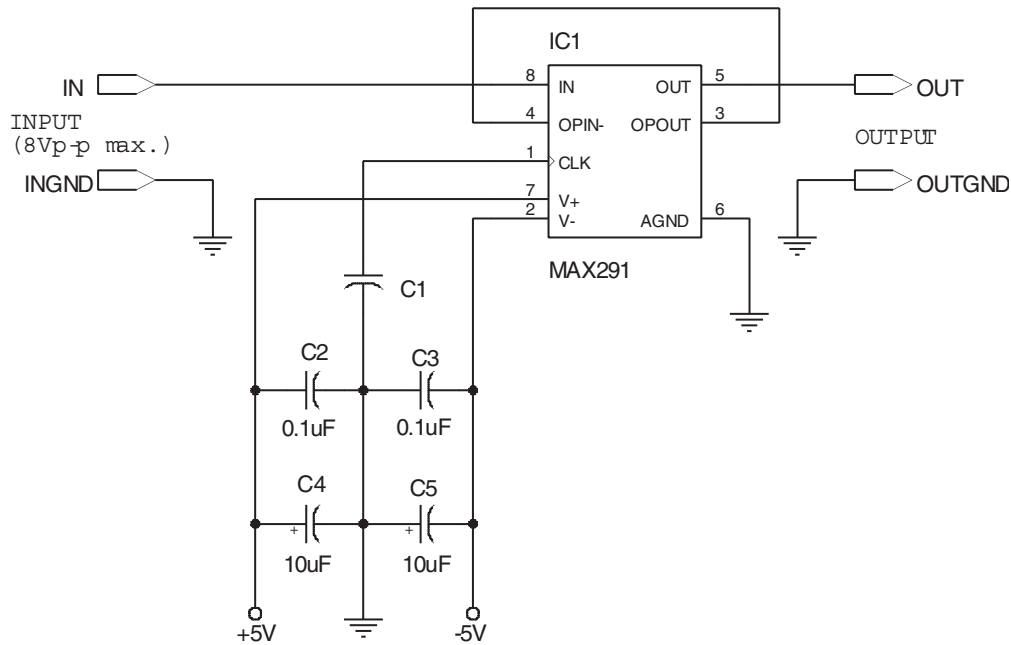 IC1
IN
INPUT
(8Vp-p max.)
INGND
8
IN
4
OPIN-
1
CLK
7
V+
2
V-
OUT
5
OPOUT
3
AGND
6
MAX291
OUT
OUTPUT
OUTGND
C1
C2
0.1uF
C3
0.1uF
C4
+
10uF
C5
+
10uF
+5V
-5V